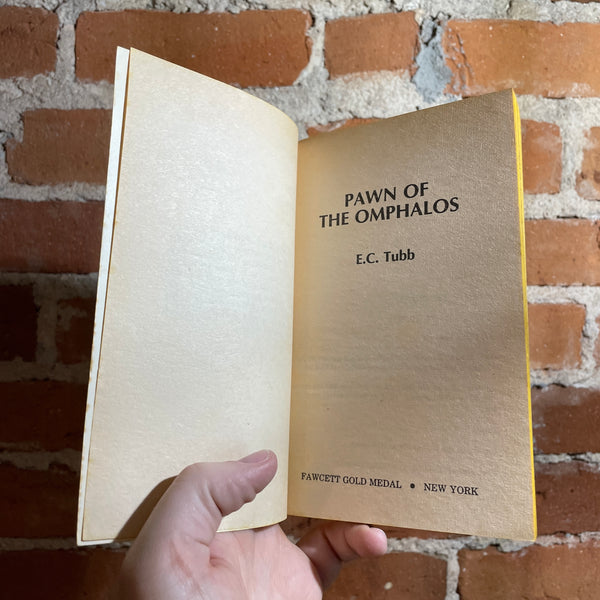 PAWN OF
THE OMPHALOS
E.C. Tubb
FAWCETT GOLD MEDAL • NEW YORK